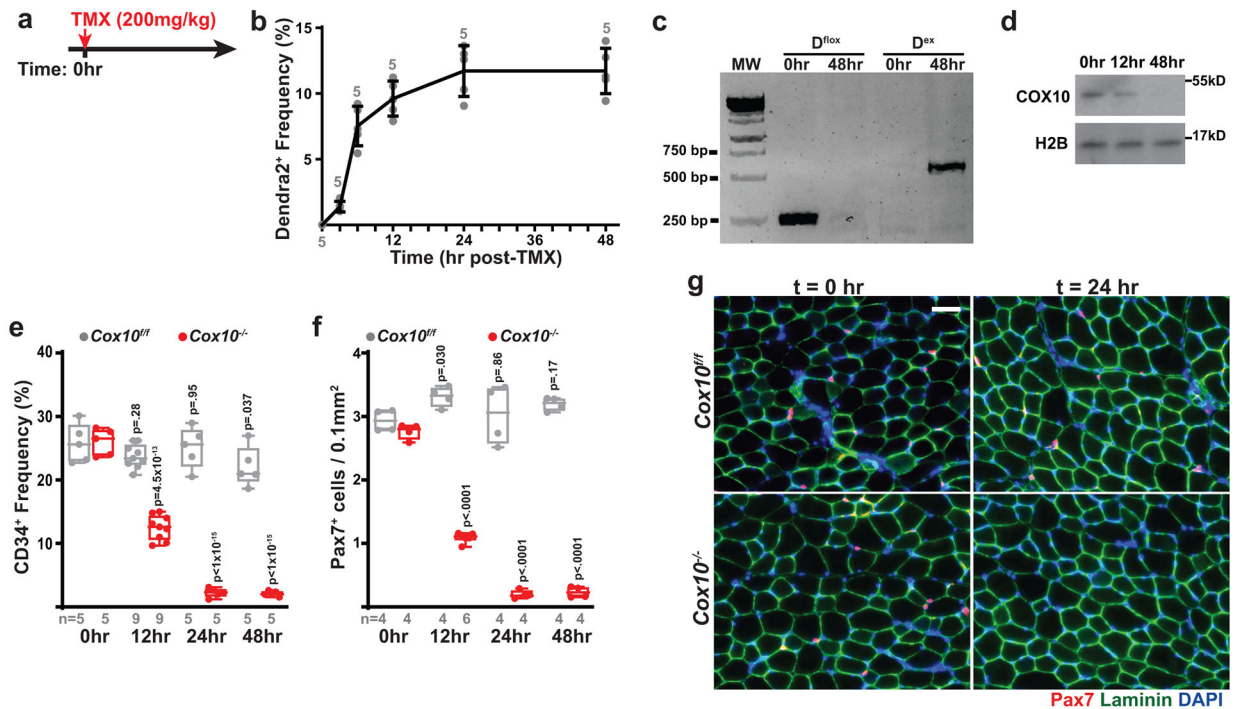 a
TMX (200mg/kg)
Time: 0hr
b
Dendra2+ Frequency (%)
15
10
5
5
5
5
5
5
5
12
24
36
48
Time (hr post-TMX)
c
Dflox
Dex
MW
0hr
48hr
0hr
48hr
750 bp
500 bp
250 bp
d
0hr 12hr 48hr
COX10
55kD
H2B
17kD
e
Cox10f/f
Cox10-/-
CD34+ Frequency (%)
40
30
20
10
p=.28
p=4.5x10-13
p=.95
p<1x10-15
p=.037
p<1x10-15
n=5 5 9 9 5 5 5 5
0hr 12hr 24hr 48hr
f
Cox10f/f
Cox10-/-
Pax7+ cells / 0.1mm2
4
3
2
1
p=.030
p<.0001
p=.86
p<.0001
p=.17
p<.0001
n=4 4 4 6 4 4 4 4
0hr 12hr 24hr 48hr
g
t = 0 hr
t = 24 hr
Cox10f/f
Cox10-/-
Pax7 Laminin DAPI